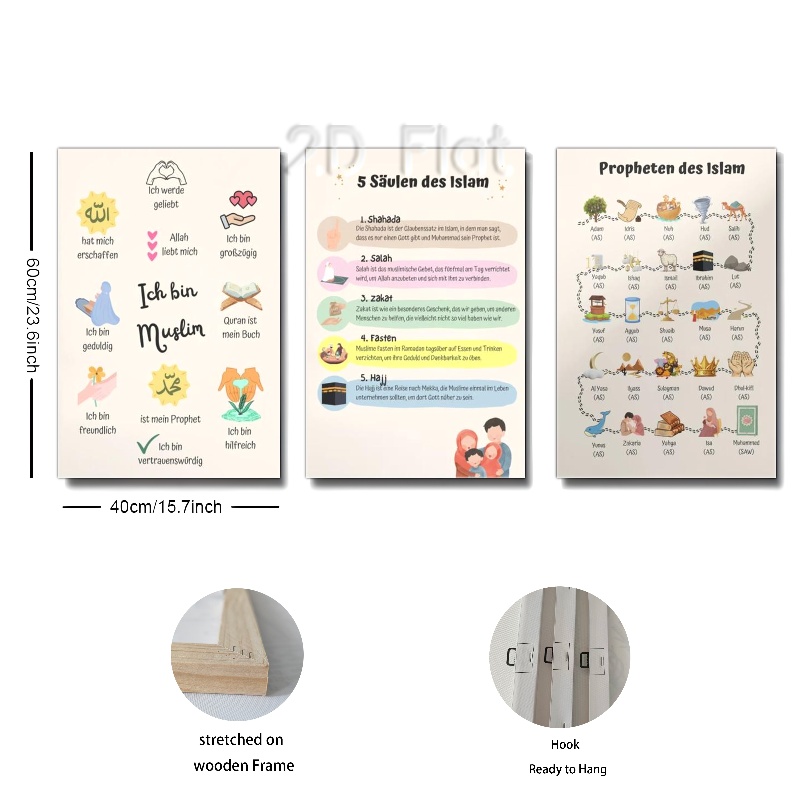 2D Flat
60cm/23.6inch
40cm/15.7inch
Ich werde
geliebt
الله
hat mich
erschaffen
Allah
liebt mich
Ich bin
großzügig
Ich bin
geduldig
Ich bin
Muslim
Quran ist
mein Buch
Ich bin
freundlich
محمد
ist mein Prophet
Ich bin
hilfreich
Ich bin
vertrauenswürdig
5 Säulen des Islam
1. Shahada
Die Shahada ist der Glaubenssatz im Islam, in dem man sagt,
dass es nur einen Gott gibt und Muhammad sein Prophet ist.
2. Salah
Salah ist das muslimische Gebet, das fünfmal am Tag verrichtet
wird, um Allah anzubeten und sich mit ihm zu verbinden.
3. Zakat
Zakat ist wie ein besonderes Geschenk, das wir geben, um anderen
Menschen zu helfen, die vielleicht nicht so viel haben wie wir.
4. Fasten
Muslime fasten im Ramadan tagsüber auf Essen und Trinken
verzichten, um ihre Geduld und Dankbarkeit zu üben.
5. Hajj
Die Hajj ist eine Reise nach Mekka, die Muslime einmal im Leben
unternehmen sollten, um dort Gott näher zu sein.
Propheten des Islam
Adam Idris Nuh Hud Salih
(AS) (AS) (AS) (AS) (AS)
Yaqub Ishaq Ismail Ibrahim Lut
(AS) (AS) (AS) (AS) (AS)
Yusuf Ayyub Shuaib Musa Harun
(AS) (AS) (AS) (AS) (AS)
Al Yasa Ilyaas Sulayman Dawud Dhul-kifl
(AS) (AS) (AS) (AS) (AS)
Yunus Zakaria Yahya Isa Muhammad
(AS) (AS) (AS) (AS) (SAW)
stretched on
wooden Frame
Hook
Ready to Hang